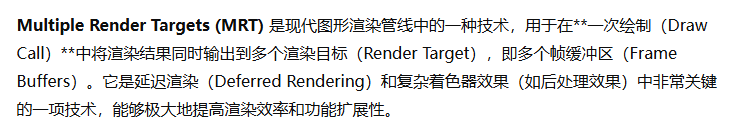 Multiple Render Targets (MRT) 是现代图形渲染管线中的一种技术，用于在**一次绘制（Draw
Call）**中将渲染结果同时输出到多个渲染目标（Render Target），即多个帧缓冲区（Frame
Buffers）。它是延迟渲染（Deferred Rendering）和复杂着色器效果（如后处理效果）中非常关键
的一项技术，能够极大地提高渲染效率和功能扩展性。